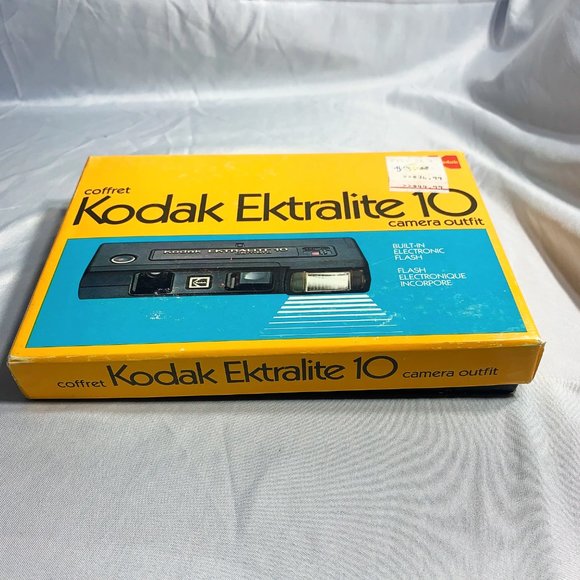 coffret
Kodak Ektralite 10
camera outfit
KODAK EKTRALITE 10
BUILT-IN
ELECTRONIC
FLASH
FLASH
ELECTRONIQUE
INCORPORE
coffret Kodak Ektralite 10 camera outfit